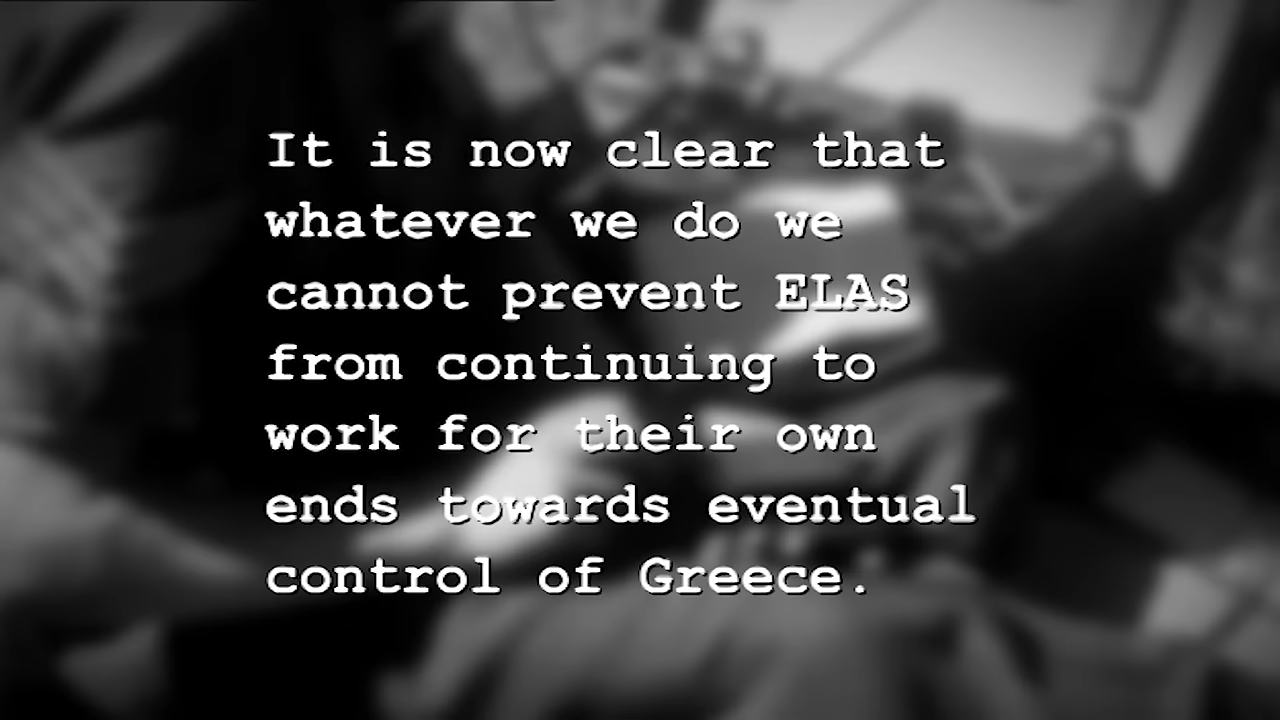 It is now clear that
whatever we do we
cannot prevent ELAS
from continuing to
work for their own
ends towards eventual
control of Greece.